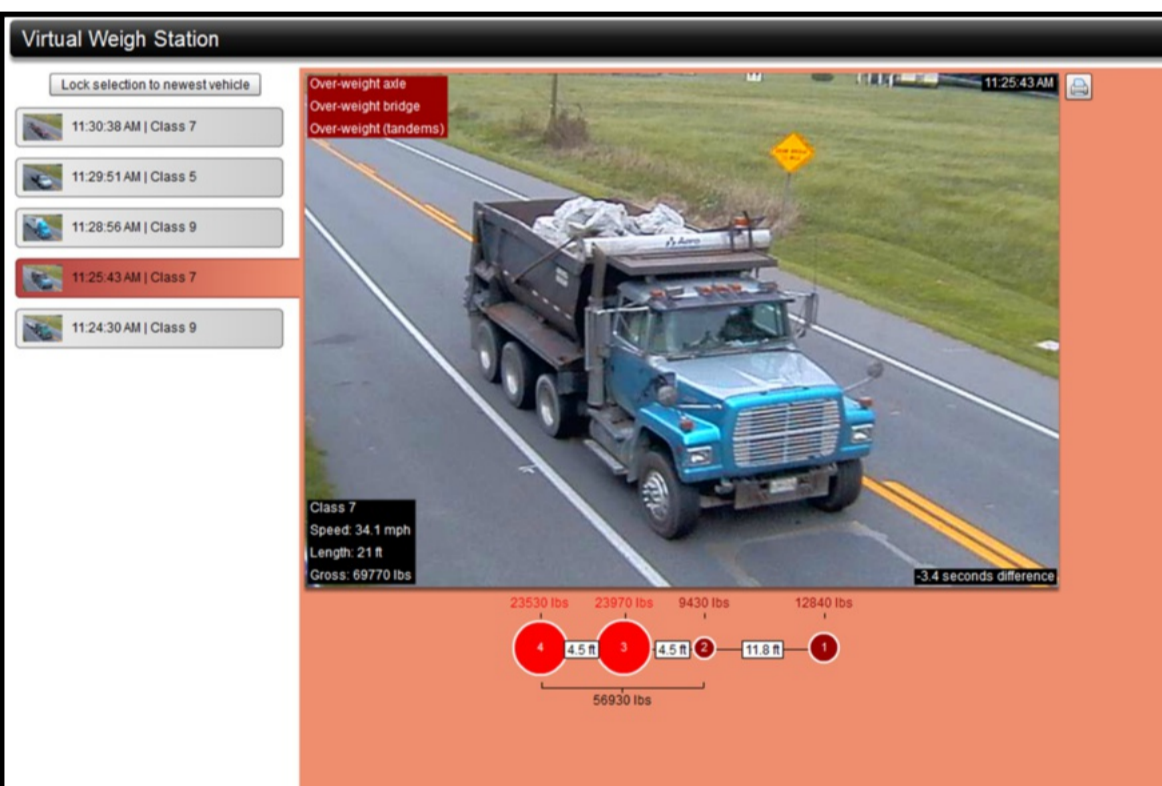 Virtual Weigh Station
Lock selection to newest vehicle
11:30:38 AM | Class 7
11:29:51 AM | Class 5
11:28:56 AM | Class 9
11:25:43 AM | Class 7
11:24:30 AM | Class 9
Over-weight axle
Over-weight bridge
Over-weight (tandems)
11:25:43 AM
Aero
Class 7
Speed: 34.1 mph
Length: 21 ft
Gross: 69770 lbs
-3.4 seconds difference
23530 lbs 23970 lbs 9430 lbs 12840 lbs
4 4.5 ft 3 4.5 ft 2 11.8 ft 1
56930 lbs